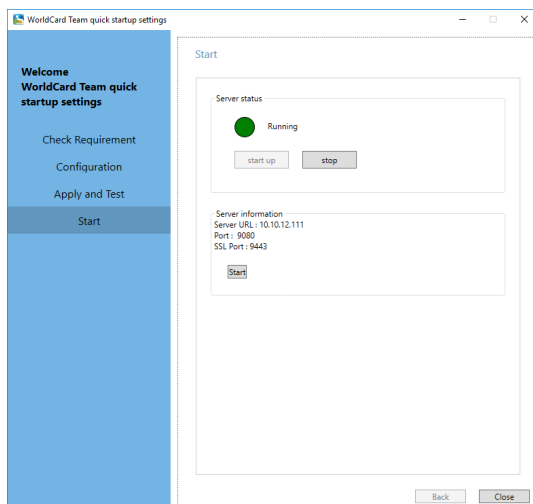 WorldCard Team quick startup settings
Welcome
WorldCard Team quick
startup settings
Check Requirement
Configuration
Apply and Test
Start
Start
Server status
Running
start up
stop
Server information
Server URL : 10.10.12.111
Port : 9080
SSL Port : 9443
Start
Back
Close